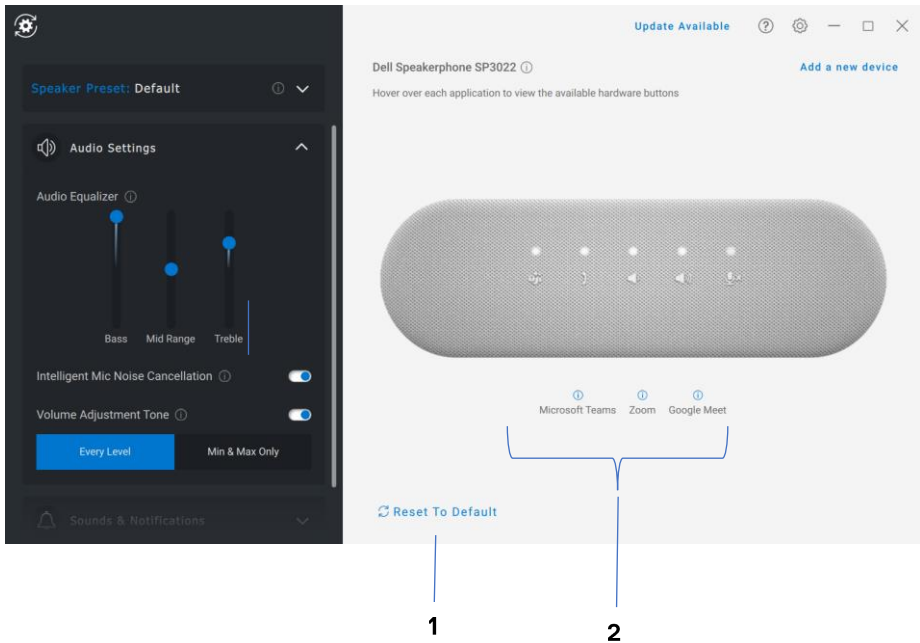 Update Available
Speaker Preset: Default
Dell Speakerphone SP3022
Add a new device
Hover over each application to view the available hardware buttons
Audio Settings
Audio Equalizer
Bass Mid Range Treble
Intelligent Mic Noise Cancellation
Volume Adjustment Tone
Every Level Min & Max Only
Sounds & Notifications
Microsoft Teams Zoom Google Meet
Reset To Default
1
2